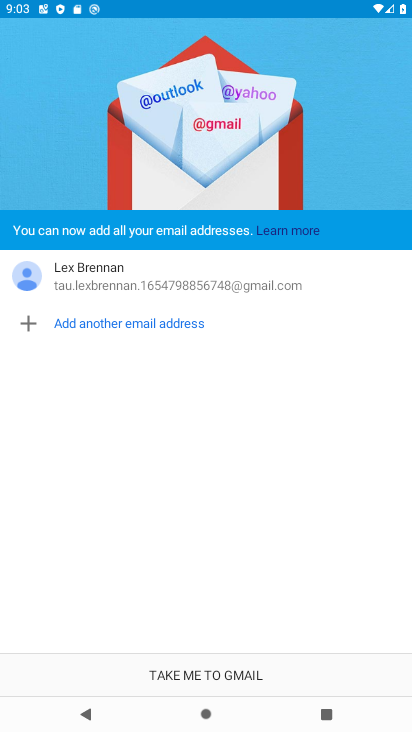 9:03
@outlook
@yahoo
@gmail
You can now add all your email addresses. Learn more
Lex Brennan
tau.lexbrennan.1654798856748@gmail.com
Add another email address
TAKE ME TO GMAIL